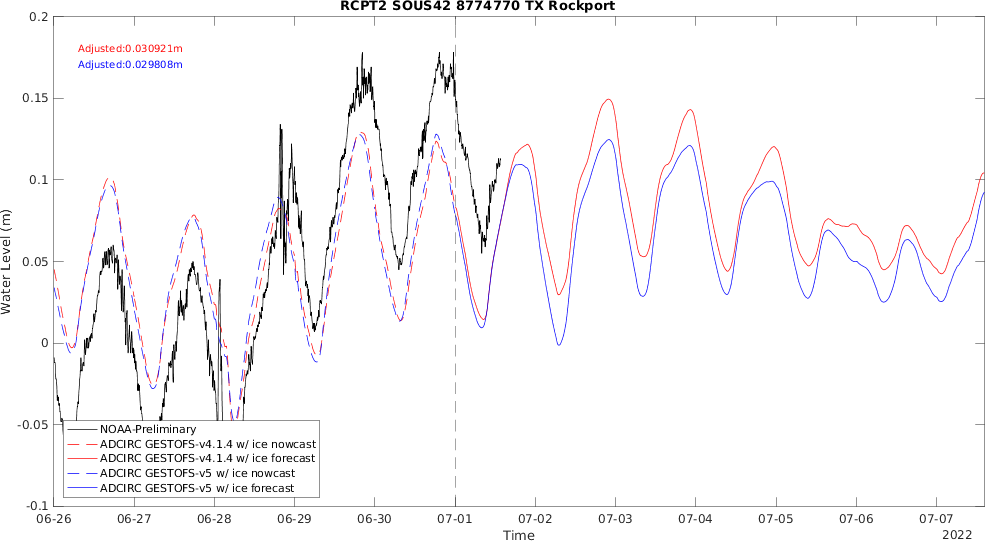 RCPT2 SOUS42 8774770 TX Rockport
0.2
Adjusted:0.030921m
Adjusted:0.029808m
0.15
0.1
0.05
0
-0.05
-0.1
Water Level (m)
NOAA-Preliminary
ADCIRC GESTOFS-v4.1.4 w/ ice nowcast
ADCIRC GESTOFS-v4.1.4 w/ ice forecast
ADCIRC GESTOFS-v5 w/ ice nowcast
ADCIRC GESTOFS-v5 w/ ice forecast
06-26 06-27 06-28 06-29 06-30 07-01 07-02 07-03 07-04 07-05 07-06 07-07
Time
2022